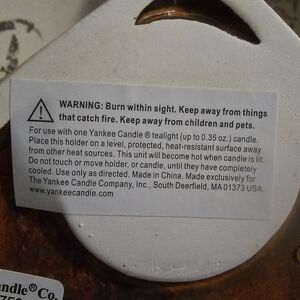 WARNING: Burn within sight. Keep away from things
that catch fire. Keep away from children and pets.
For use with one Yankee Candle ® tealight (up to 0.35 oz.) candle.
Place this holder on a level, protected, heat-resistant surface away
from other heat sources. This unit will become hot when candle is lit.
Do not touch or move holder, or candle, until they have completely
cooled. Use only as directed. Made in China. Made exclusively for
The Yankee Candle Company, Inc., South Deerfield, MA 01373 USA.
www.yankeecandle.com
andle® Co.